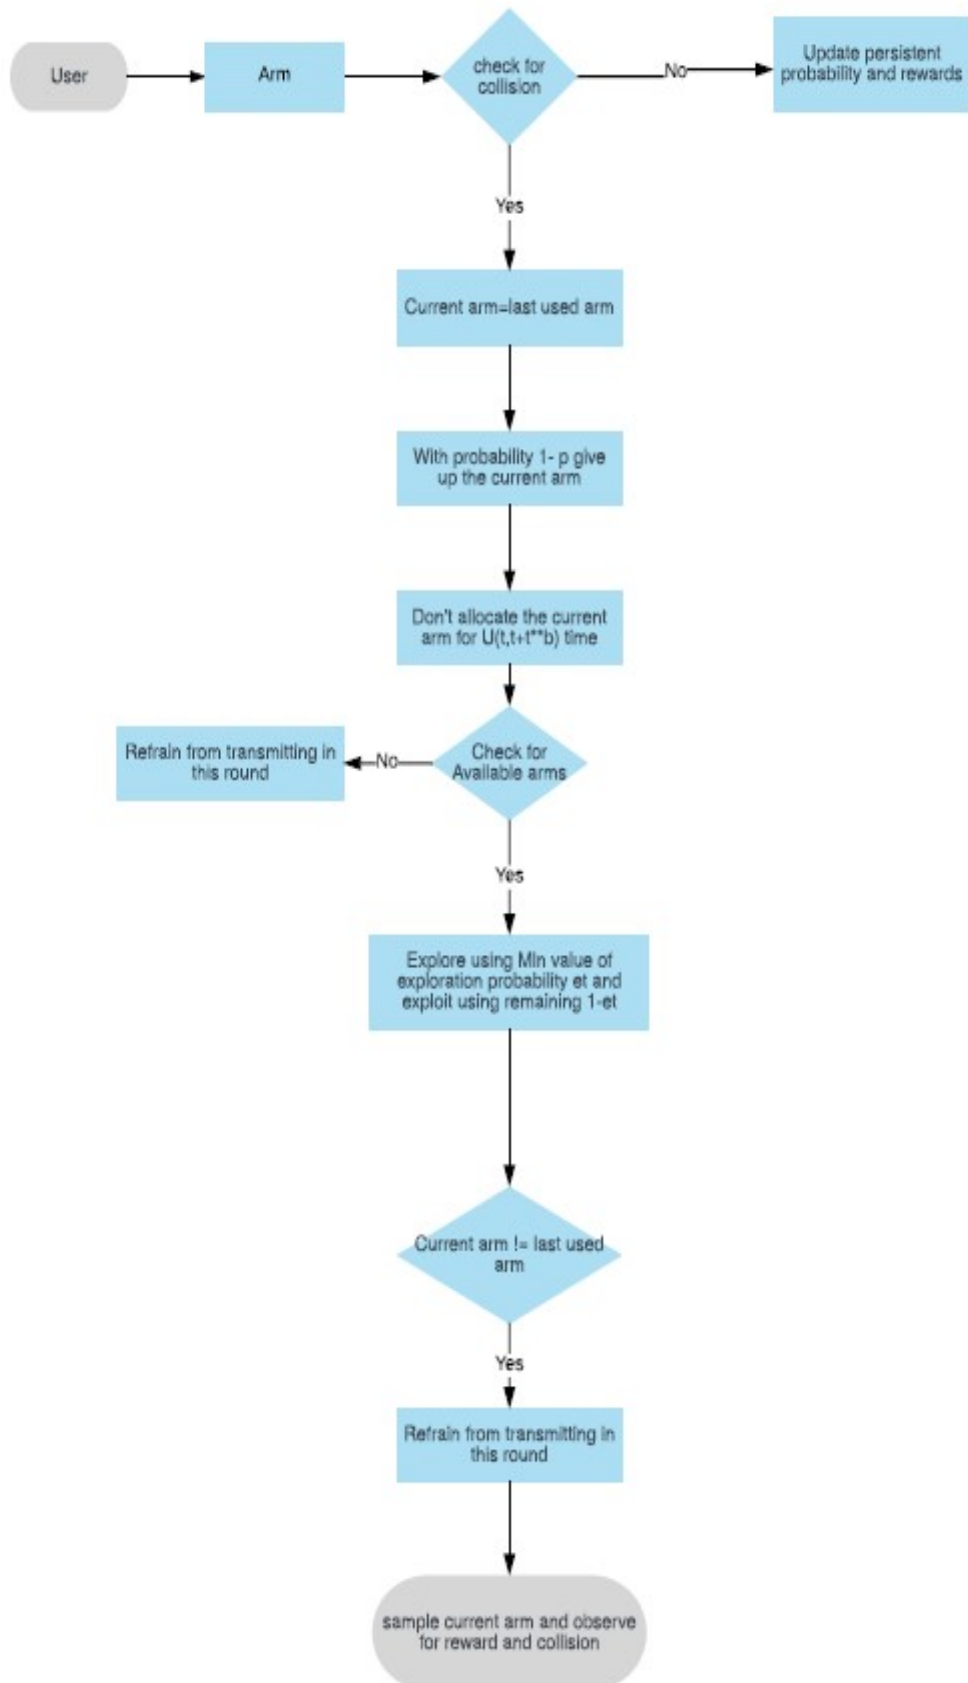 User
Arm
check for
collision
No
Update persistent
probability and rewards
Yes
Current arm=last used arm
With probability 1- p give
up the current arm
Don't allocate the current
arm for U(t,t+t**b) time
Check for
Available arms
No
Refrain from transmitting in
this round
Yes
Explore using MIn value of
exploration probability et and
exploit using remaining 1-et
Current arm != last used
arm
Yes
Refrain from transmitting in
this round
sample current arm and observe
for reward and collision